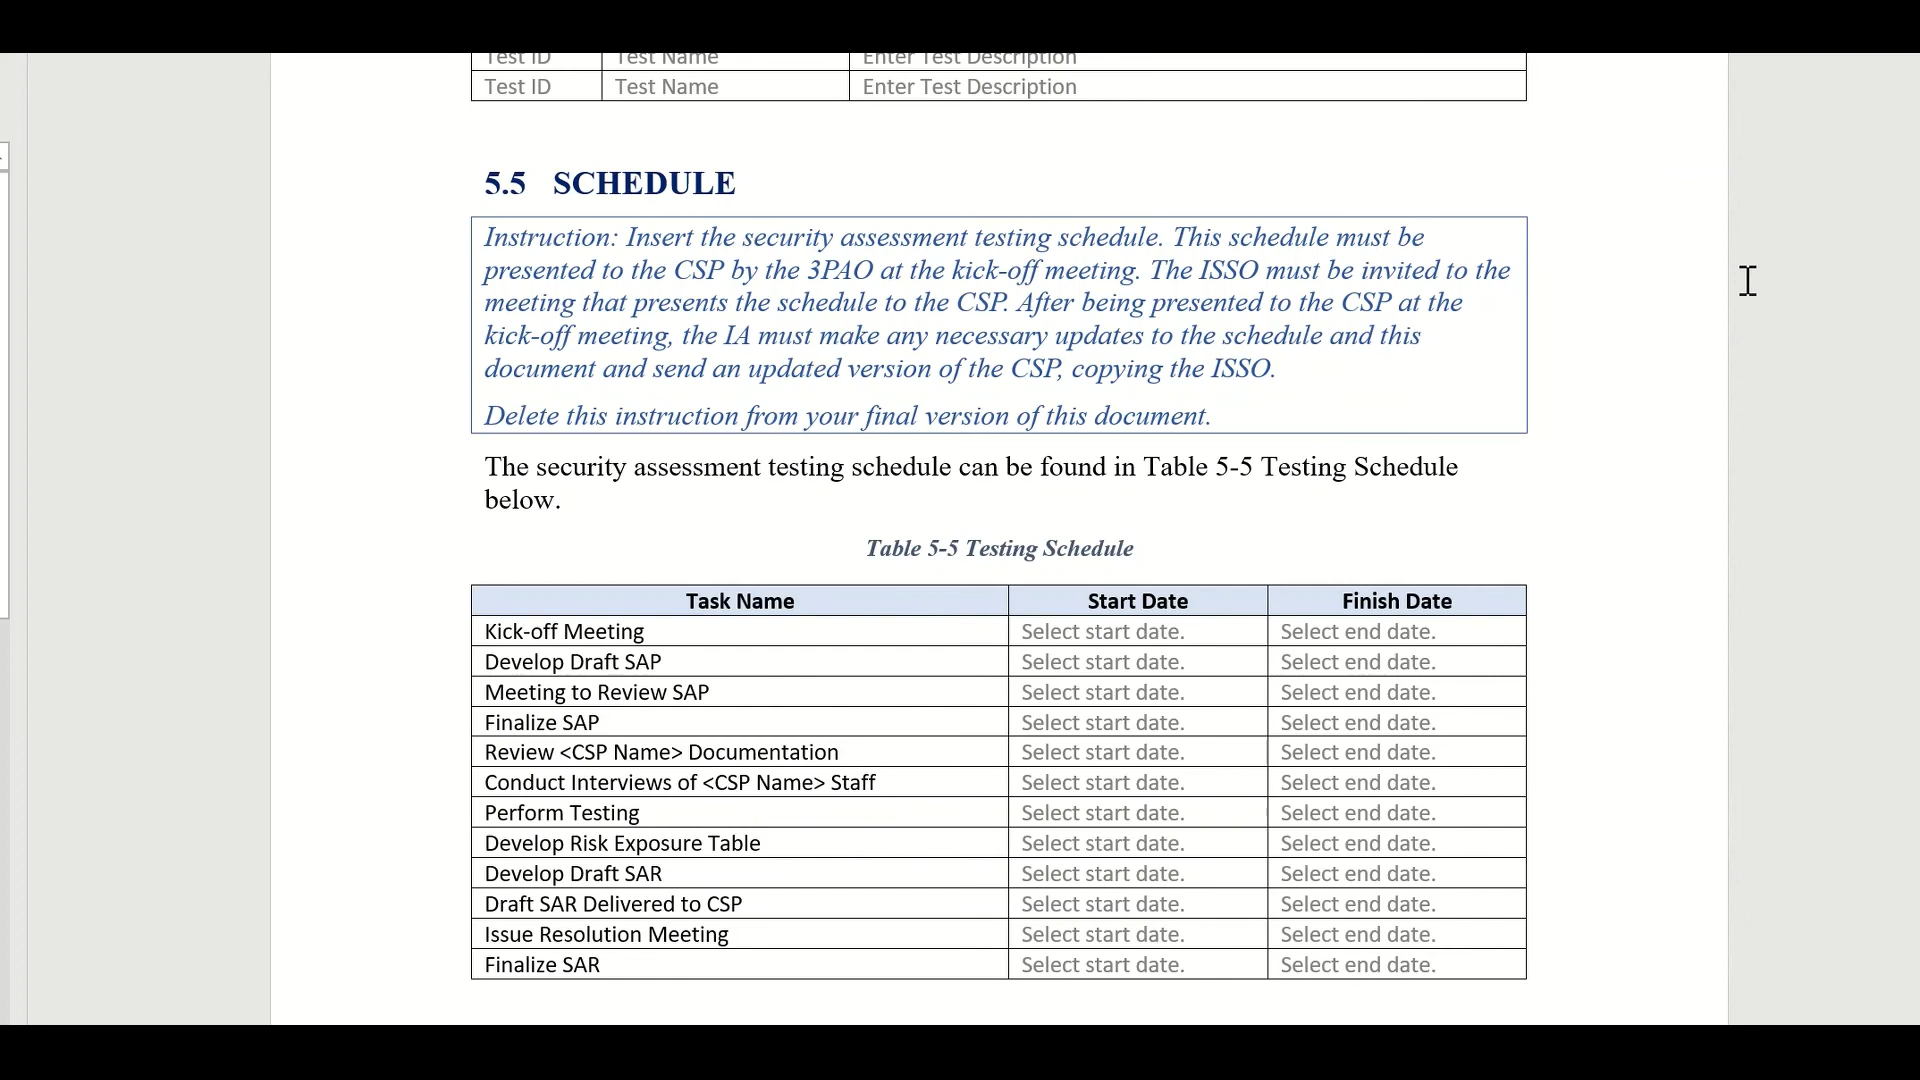 Test ID Test Name Enter Test Description
Test ID Test Name Enter Test Description
5.5 SCHEDULE
Instruction: Insert the security assessment testing schedule. This schedule must be
presented to the CSP by the 3PAO at the kick-off meeting. The ISSO must be invited to the
meeting that presents the schedule to the CSP. After being presented to the CSP at the
kick-off meeting, the IA must make any necessary updates to the schedule and this
document and send an updated version of the CSP, copying the ISSO.
Delete this instruction from your final version of this document.
The security assessment testing schedule can be found in Table 5-5 Testing Schedule
below.
Table 5-5 Testing Schedule
Task Name Start Date Finish Date
Kick-off Meeting Select start date. Select end date.
Develop Draft SAP Select start date. Select end date.
Meeting to Review SAP Select start date. Select end date.
Finalize SAP Select start date. Select end date.
Review <CSP Name> Documentation Select start date. Select end date.
Conduct Interviews of <CSP Name> Staff Select start date. Select end date.
Perform Testing Select start date. Select end date.
Develop Risk Exposure Table Select start date. Select end date.
Develop Draft SAR Select start date. Select end date.
Draft SAR Delivered to CSP Select start date. Select end date.
Issue Resolution Meeting Select start date. Select end date.
Finalize SAR Select start date. Select end date.